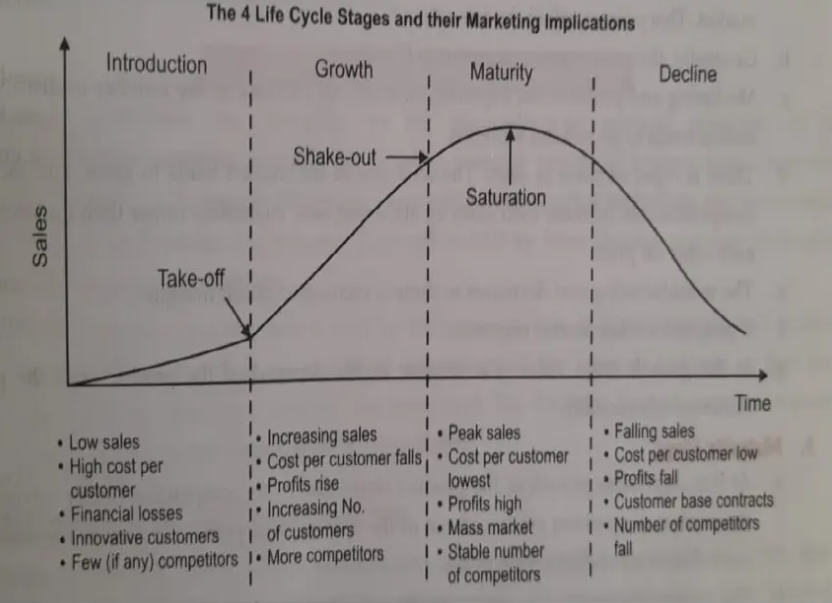 The 4 Life Cycle Stages and their Marketing Implications
Introduction
Growth
Maturity
Decline
Shake-out
Saturation
Take-off
Sales
Time
• Low sales
• High cost per
customer
• Financial losses
• Innovative customers
• Few (if any) competitors
• Increasing sales
• Cost per customer falls
• Profits rise
• Increasing No.
of customers
• More competitors
• Peak sales
• Cost per customer
lowest
• Profits high
• Mass market
• Stable number
of competitors
• Falling sales
• Cost per customer low
• Profits fall
• Customer base contracts
• Number of competitors
fall